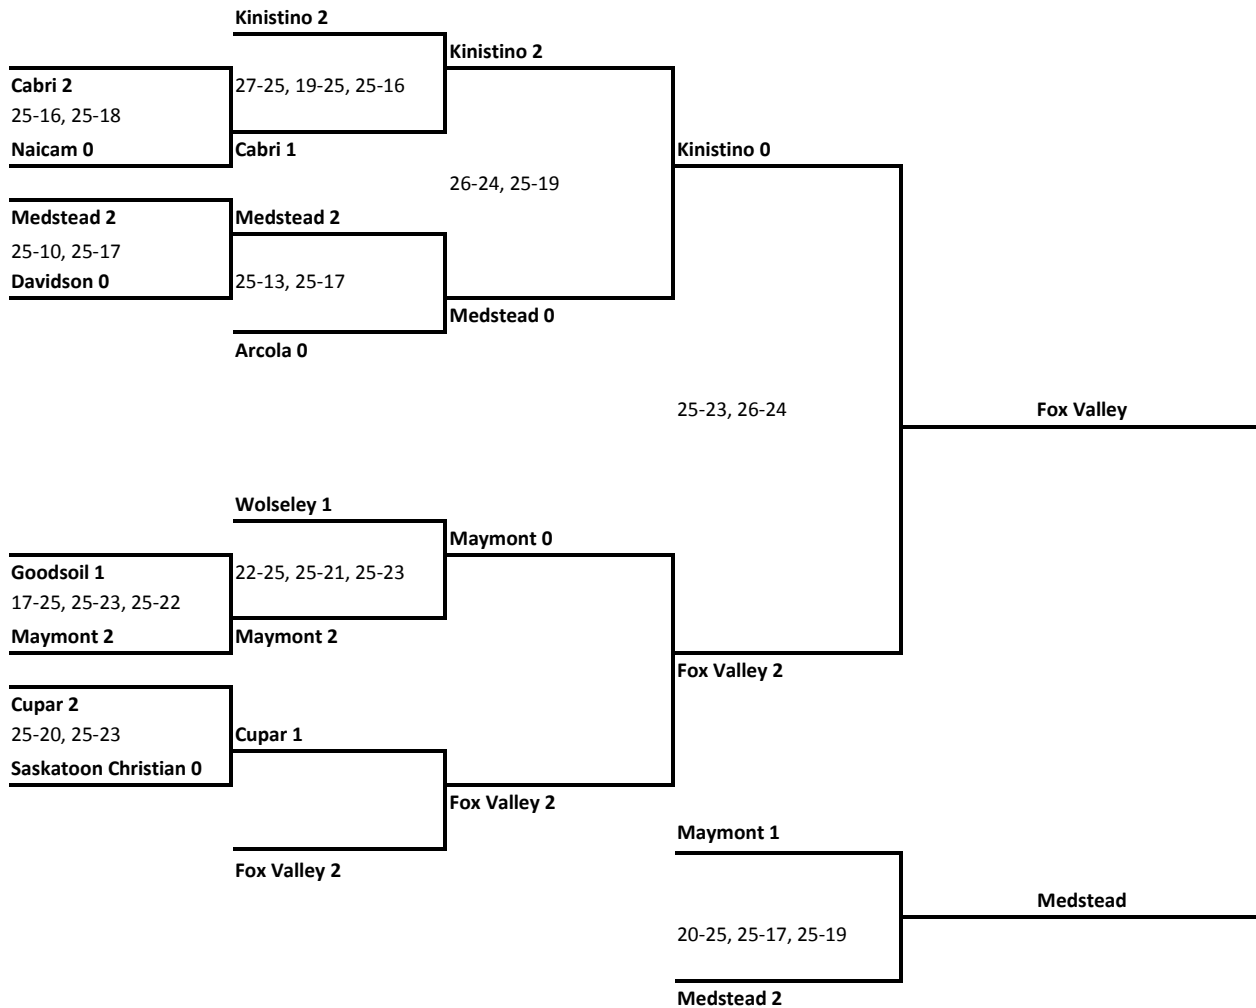 Kinistino 2
Kinistino 2
Cabri 2
27-25, 19-25, 25-16
25-16, 25-18
Naicam 0
Cabri 1
Kinistino 0
26-24, 25-19
Medstead 2
Medstead 2
25-10, 25-17
Davidson 0
25-13, 25-17
Medstead 0
Arcola 0
25-23, 26-24
Fox Valley
Wolseley 1
Maymont 0
Goodsoil 1
22-25, 25-21, 25-23
17-25, 25-23, 25-22
Maymont 2
Maymont 2
Fox Valley 2
Cupar 2
25-20, 25-23
Cupar 1
Saskatoon Christian 0
Fox Valley 2
Maymont 1
Fox Valley 2
Medstead
20-25, 25-17, 25-19
Medstead 2